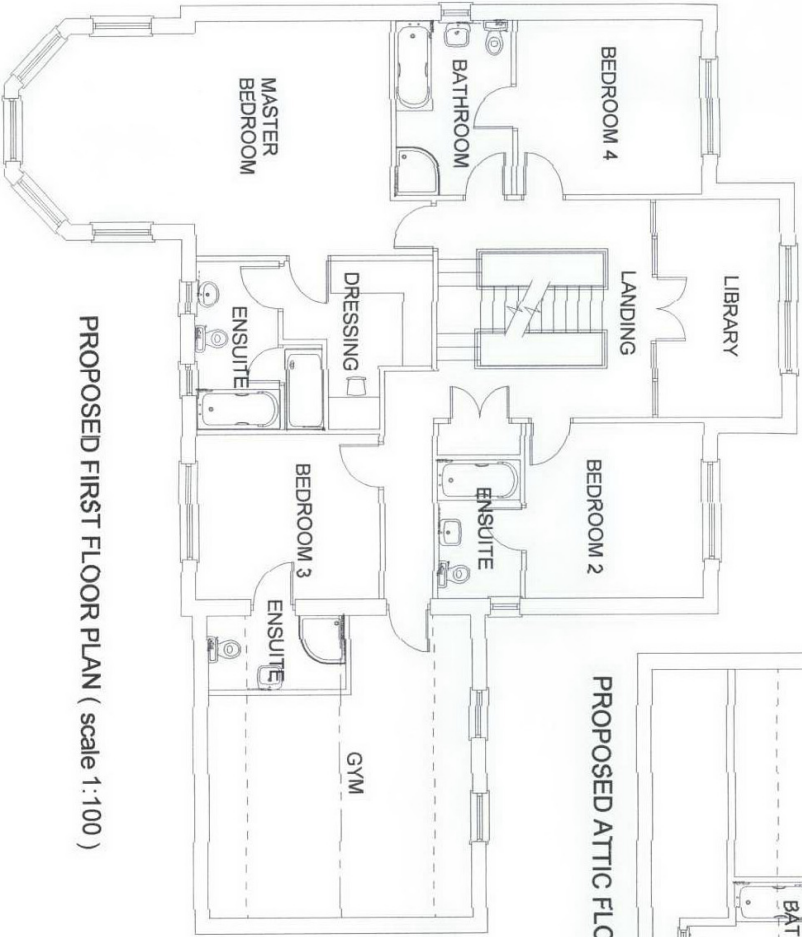 BEDROOM 4
BATHROOM
MASTER
BEDROOM
LIBRARY
LANDING
DRESSING
ENSUITE
BEDROOM 2
ENSUITE
BEDROOM 3
ENSUITE
GYM
PROPOSED FIRST FLOOR PLAN ( scale 1:100 )
PROPOSED ATTIC FLO
BAT